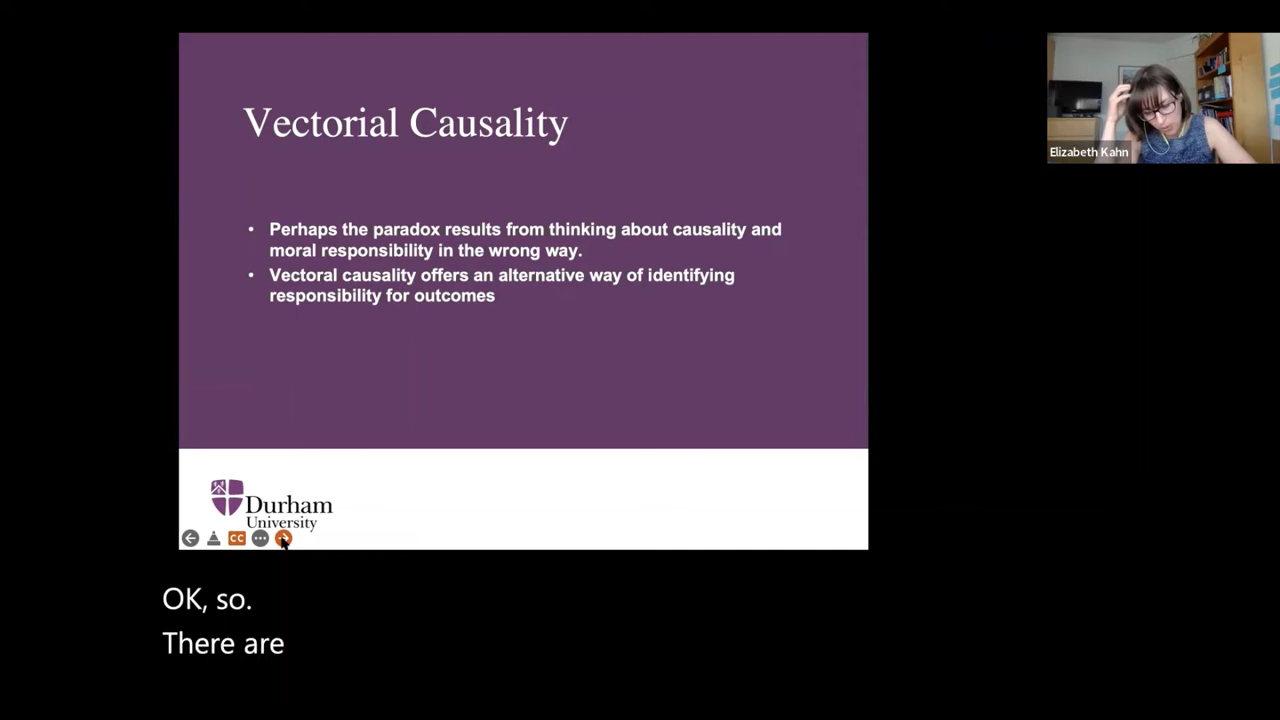 Vectorial Causality
• Perhaps the paradox results from thinking about causality and
moral responsibility in the wrong way.
• Vectoral causality offers an alternative way of identifying
responsibility for outcomes
Durham
University
CC
Elizabeth Kahn
OK, so.
There are